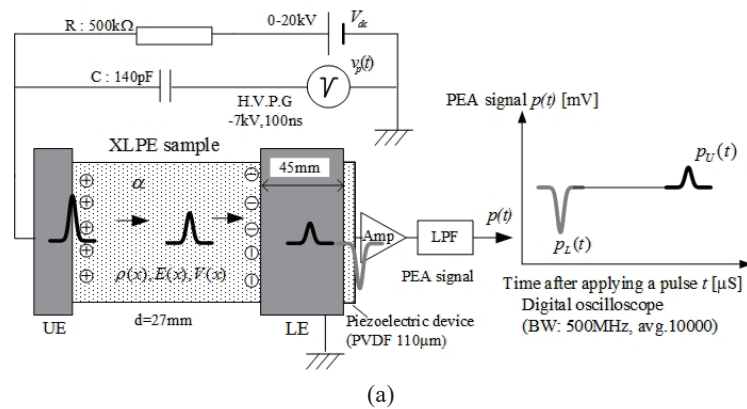 R : 500kΩ
0-20kV
V_dc
C : 140pF
v_p(t)
H.V.P.G
-7kV,100ns
XLPE sample
45mm
α
ρ(x), E(x), V(x)
UE
d=27mm
LE
Amp
LPF
p(t)
PEA signal
Piezoelectric device
(PVDF 110μm)
PEA signal p(t) [mV]
p_U(t)
p_L(t)
Time after applying a pulse t [μS]
Digital oscilloscope
(BW: 500MHz, avg.10000)
(a)